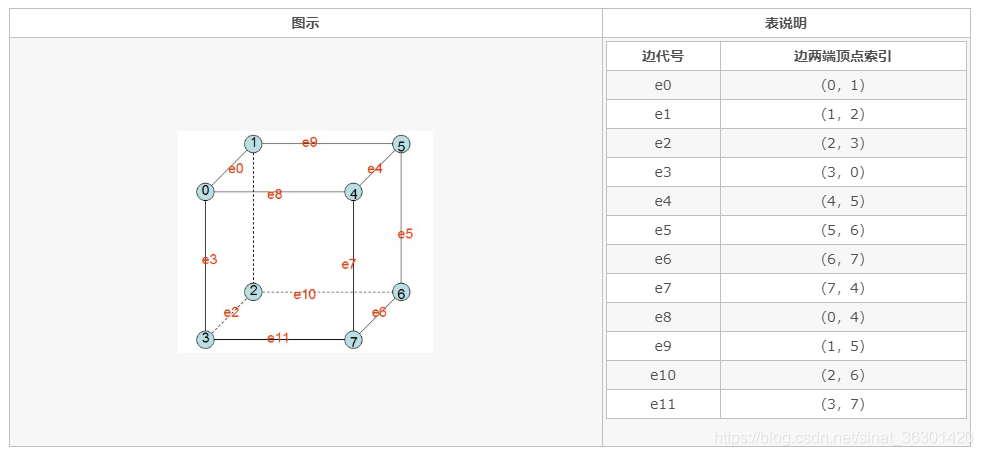 图示 表说明
边代号 边两端顶点索引
e0 (0, 1)
e1 (1, 2)
e2 (2, 3)
e3 (3, 0)
e4 (4, 5)
e5 (5, 6)
e6 (6, 7)
e7 (7, 4)
e8 (0, 4)
e9 (1, 5)
e10 (2, 6)
e11 (3, 7)
1 e9 5
e0 e4
0 e8 4
e5
e3 e7
2 e10 6
e2 e6
3 e11 7
https://blog.csdn.net/sinat_36301420